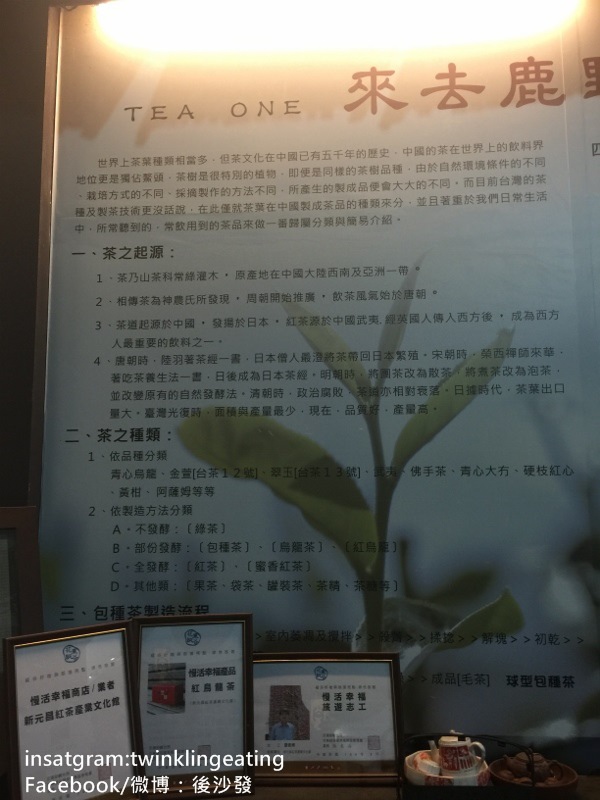 TEA ONE 來去鹿野
四
世界上茶葉種類相當多，但茶文化在中國已有五千年的歷史，中國的茶在世界上的飲料界
地位更是獨佔鰲頭，茶樹是很特別的植物，即便是同樣的茶樹品種，由於自然環境條件的不同
，栽培方式的不同，採摘製作的方法不同，所產生的製成品便會大大的不同。而目前台灣的茶
種及製茶技術更沒話說，在此僅就茶葉在中國製成茶品的種類來分，並且著重於我們日常生活
中，所常聽到的，常飲用到的茶品來做一番歸屬分類與簡易介紹。
一、茶之起源：
1、茶乃山茶科常綠灌木。原產地在中國大陸西南及亞洲一帶。
2、相傳茶為神農氏所發現，周朝開始推廣，飲茶風氣始於唐朝。
3、茶道起源於中國，發揚於日本，紅茶源於中國武夷，經英國人傳入西方後，成為西方
人最重要的飲料之一。
4、唐朝時，陸羽著茶經一書，日本僧人最澄將茶帶回日本繁殖。宋朝時，榮西禪師來華，
著吃茶養生法一書，日後成為日本茶經。明朝時，將團茶改為散茶，將煮茶改為泡茶，
並改變原有的自然發酵法，清朝時，政治腐敗，茶業亦相對衰落。日據時代，茶葉出口
量大。臺灣光復時，面積與產量最少，現在，品質好，產量高。
二、茶之種類：
1、依品種分類
青心烏龍、金萱[台茶１２號]、翠玉[台茶１３號]、武夷、佛手茶、青心大冇、硬枝紅心
、黃柑、阿薩姆等等
2、依製造方法分類
A・不發酵：〔綠茶〕
B・部份發酵：〔包種茶〕、〔烏龍茶〕、〔紅烏龍〕
C・全發酵：〔紅茶〕、〔蜜香紅茶〕
D・其他類：〔果茶、袋茶、罐裝茶、茶精、茶糖等〕
三、包種茶製造流程
>室內萎凋及攪拌>>殺菁>>揉捻>>解塊>>初乾>>
>>成品[毛茶] 球型包種茶
慢活幸福商店/業者
新元昌紅茶產業文化館
慢活幸福產品
紅烏龍茶
慢活幸福
旅遊志工
insatgram:twinklingeating
Facebook/微博：後沙發